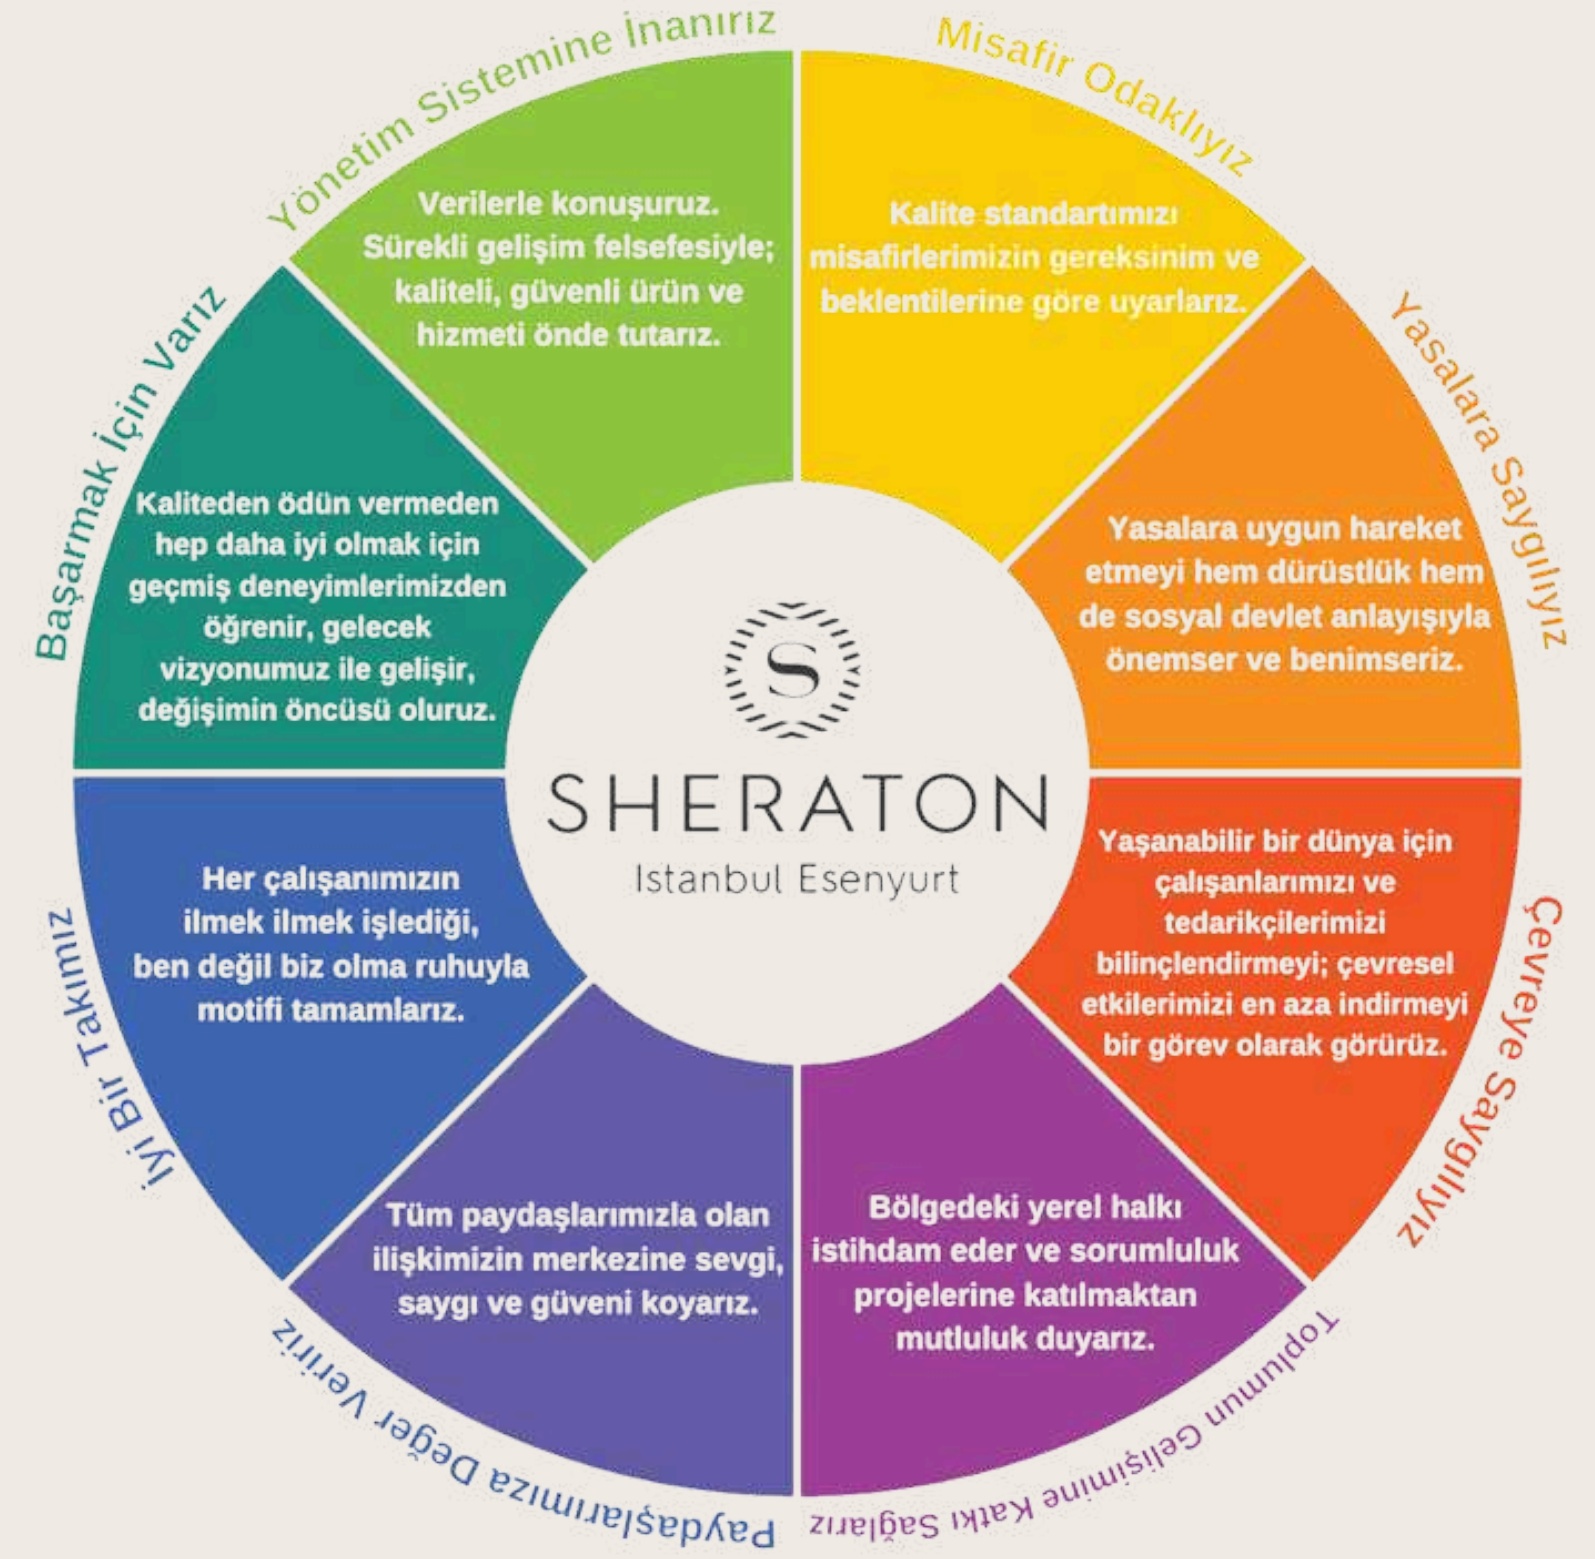 Misafir Odaklıyız
Kalite standartımızı
misafirlerimizin gereksinim ve
beklentilerine göre uyarlarız.
Yasalara Saygılıyız
Yasalara uygun hareket
etmeyi hem dürüstlük hem
de sosyal devlet anlayışıyla
önemser ve benimseriz.
Çevreye Saygılıyız
Yaşanabilir bir dünya için
çalışanlarımızı ve
tedarikçilerimizi
bilinçlendirmeyi; çevresel
etkilerimizi en aza indirmeyi
bir görev olarak görürüz.
Toplumun Gelişimine Katkı Sağlarız
Bölgedeki yerel halkı
istihdam eder ve sorumluluk
projelerine katılmaktan
mutluluk duyarız.
Paydaşlarımıza Değer Veririz
Tüm paydaşlarımızla olan
ilişkimizin merkezine sevgi,
saygı ve güveni koyarız.
İyi Bir Takımız
Her çalışanımızın
ilmek ilmek işlediği,
ben değil biz olma ruhuyla
motifi tamamlarız.
Başarmak İçin Varız
Kaliteden ödün vermeden
hep daha iyi olmak için
geçmiş deneyimlerimizden
öğrenir, gelecek
vizyonumuz ile gelişir,
değişimin öncüsü oluruz.
Yönetim Sistemine İnanırız
Verilerle konuşuruz.
Sürekli gelişim felsefesiyle;
kaliteli, güvenli ürün ve
hizmeti önde tutarız.
S
SHERATON
Istanbul Esenyurt